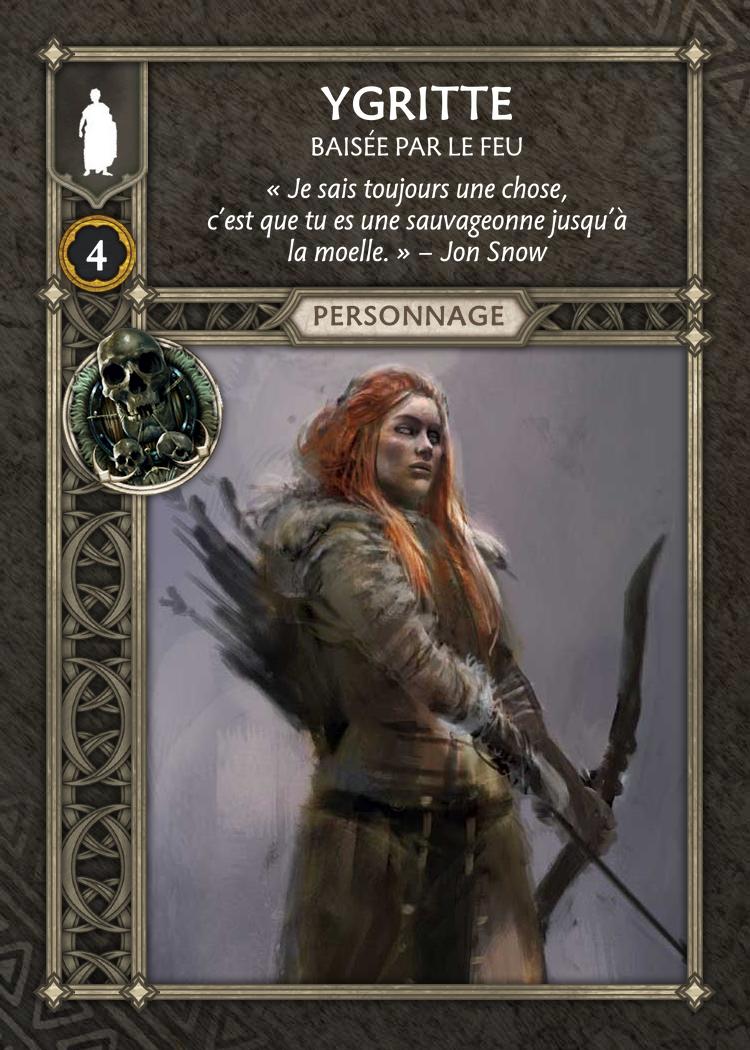 YGRITTE
BAISÉE PAR LE FEU
« Je sais toujours une chose,
c'est que tu es une sauvageonne jusqu'à
la moelle. » – Jon Snow
4
PERSONNAGE